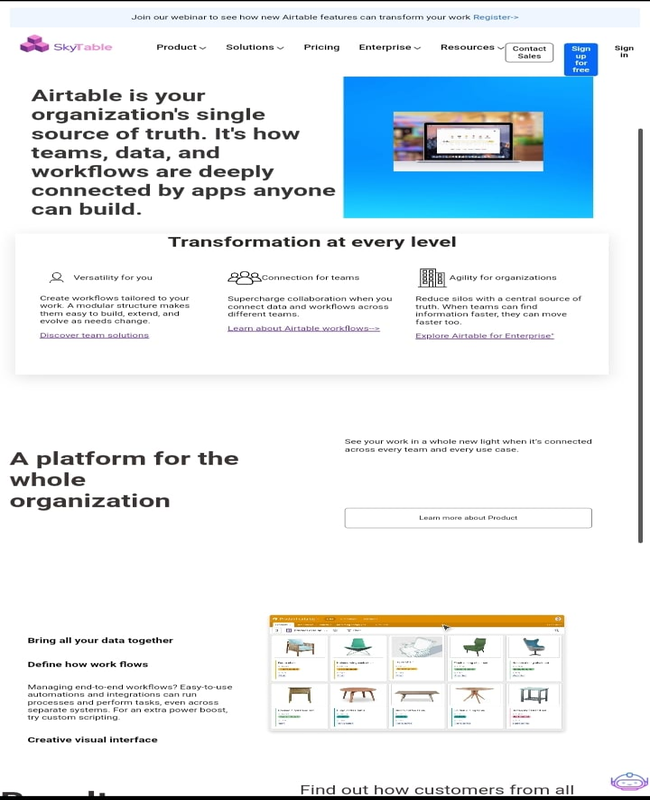 Join our webinar to see how new Airtable features can transform your work Register->
SkyTable
Product
Solutions
Pricing
Enterprise
Resources
Contact
Sales
Sign
up
for
free
Sign
in
Airtable is your
organization's single
source of truth. It's how
teams, data, and
workflows are deeply
connected by apps anyone
can build.
Transformation at every level
Versatility for you
Create workflows tailored to your
work. A modular structure makes
them easy to build, extend, and
evolve as needs change.
Discover team solutions
Connection for teams
Supercharge collaboration when you
connect data and workflows across
different teams.
Learn about Airtable workflows-->
Agility for organizations
Reduce silos with a central source of
truth. When teams can find
information faster, they can move
faster too.
Explore Airtable for Enterprise"
A platform for the
whole
organization
See your work in a whole new light when it's connected
across every team and every use case.
Learn more about Product
Bring all your data together
Define how work flows
Managing end-to-end workflows? Easy-to-use
automations and integrations can run
processes and perform tasks, even across
separate systems. For an extra power boost,
try custom scripting.
Creative visual interface
Find out how customers from all